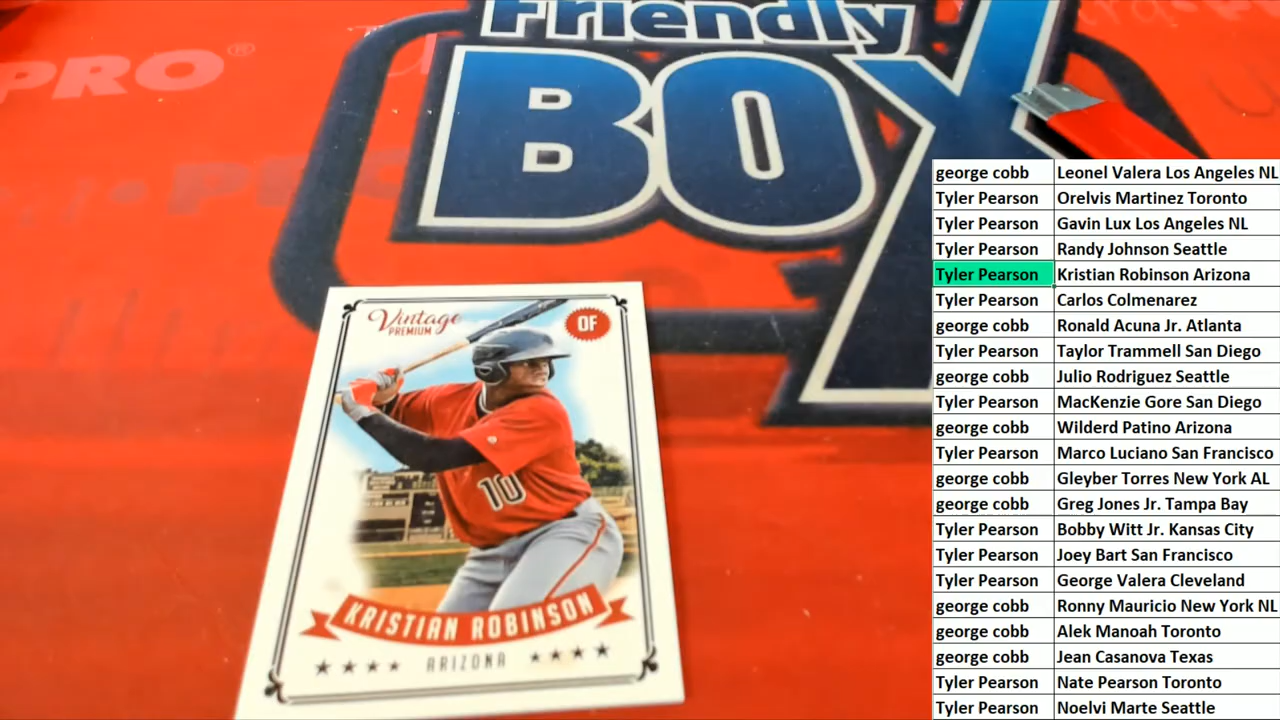 Friendly
BOX
PRO®
PRO
Vintage
PREMIUM
OF
10
KRISTIAN ROBINSON
ARIZONA
george cobb Leonel Valera Los Angeles NL
Tyler Pearson Orelvis Martinez Toronto
Tyler Pearson Gavin Lux Los Angeles NL
Tyler Pearson Randy Johnson Seattle
Tyler Pearson Kristian Robinson Arizona
Tyler Pearson Carlos Colmenarez
george cobb Ronald Acuna Jr. Atlanta
Tyler Pearson Taylor Trammell San Diego
george cobb Julio Rodriguez Seattle
Tyler Pearson MacKenzie Gore San Diego
george cobb Wilderd Patino Arizona
Tyler Pearson Marco Luciano San Francisco
george cobb Gleyber Torres New York AL
george cobb Greg Jones Jr. Tampa Bay
Tyler Pearson Bobby Witt Jr. Kansas City
Tyler Pearson Joey Bart San Francisco
Tyler Pearson George Valera Cleveland
george cobb Ronny Mauricio New York NL
george cobb Alek Manoah Toronto
george cobb Jean Casanova Texas
Tyler Pearson Nate Pearson Toronto
Tyler Pearson Noelvi Marte Seattle